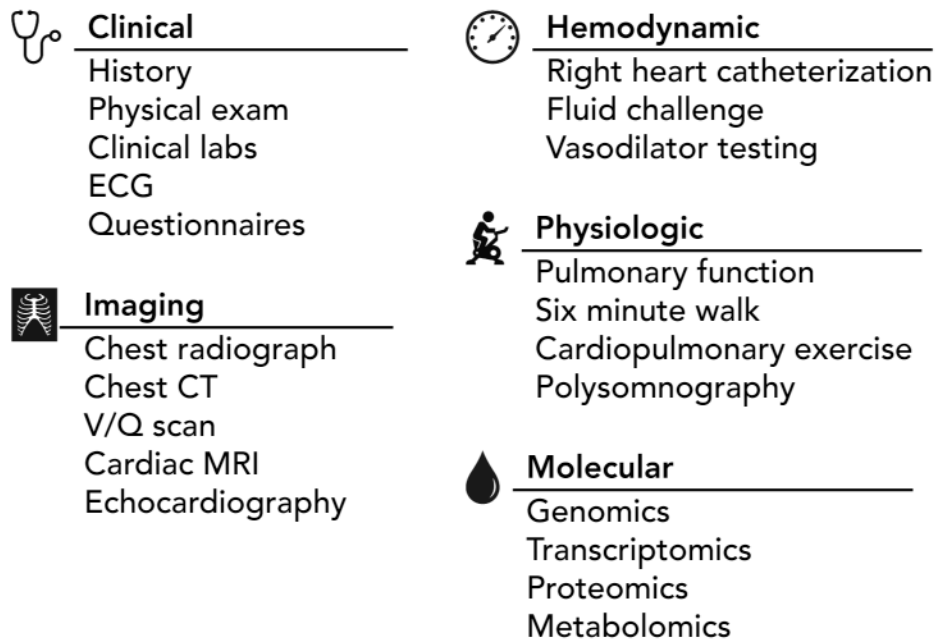 Clinical
History
Physical exam
Clinical labs
ECG
Questionnaires
Imaging
Chest radiograph
Chest CT
V/Q scan
Cardiac MRI
Echocardiography
Hemodynamic
Right heart catheterization
Fluid challenge
Vasodilator testing
Physiologic
Pulmonary function
Six minute walk
Cardiopulmonary exercise
Polysomnography
Molecular
Genomics
Transcriptomics
Proteomics
Metabolomics